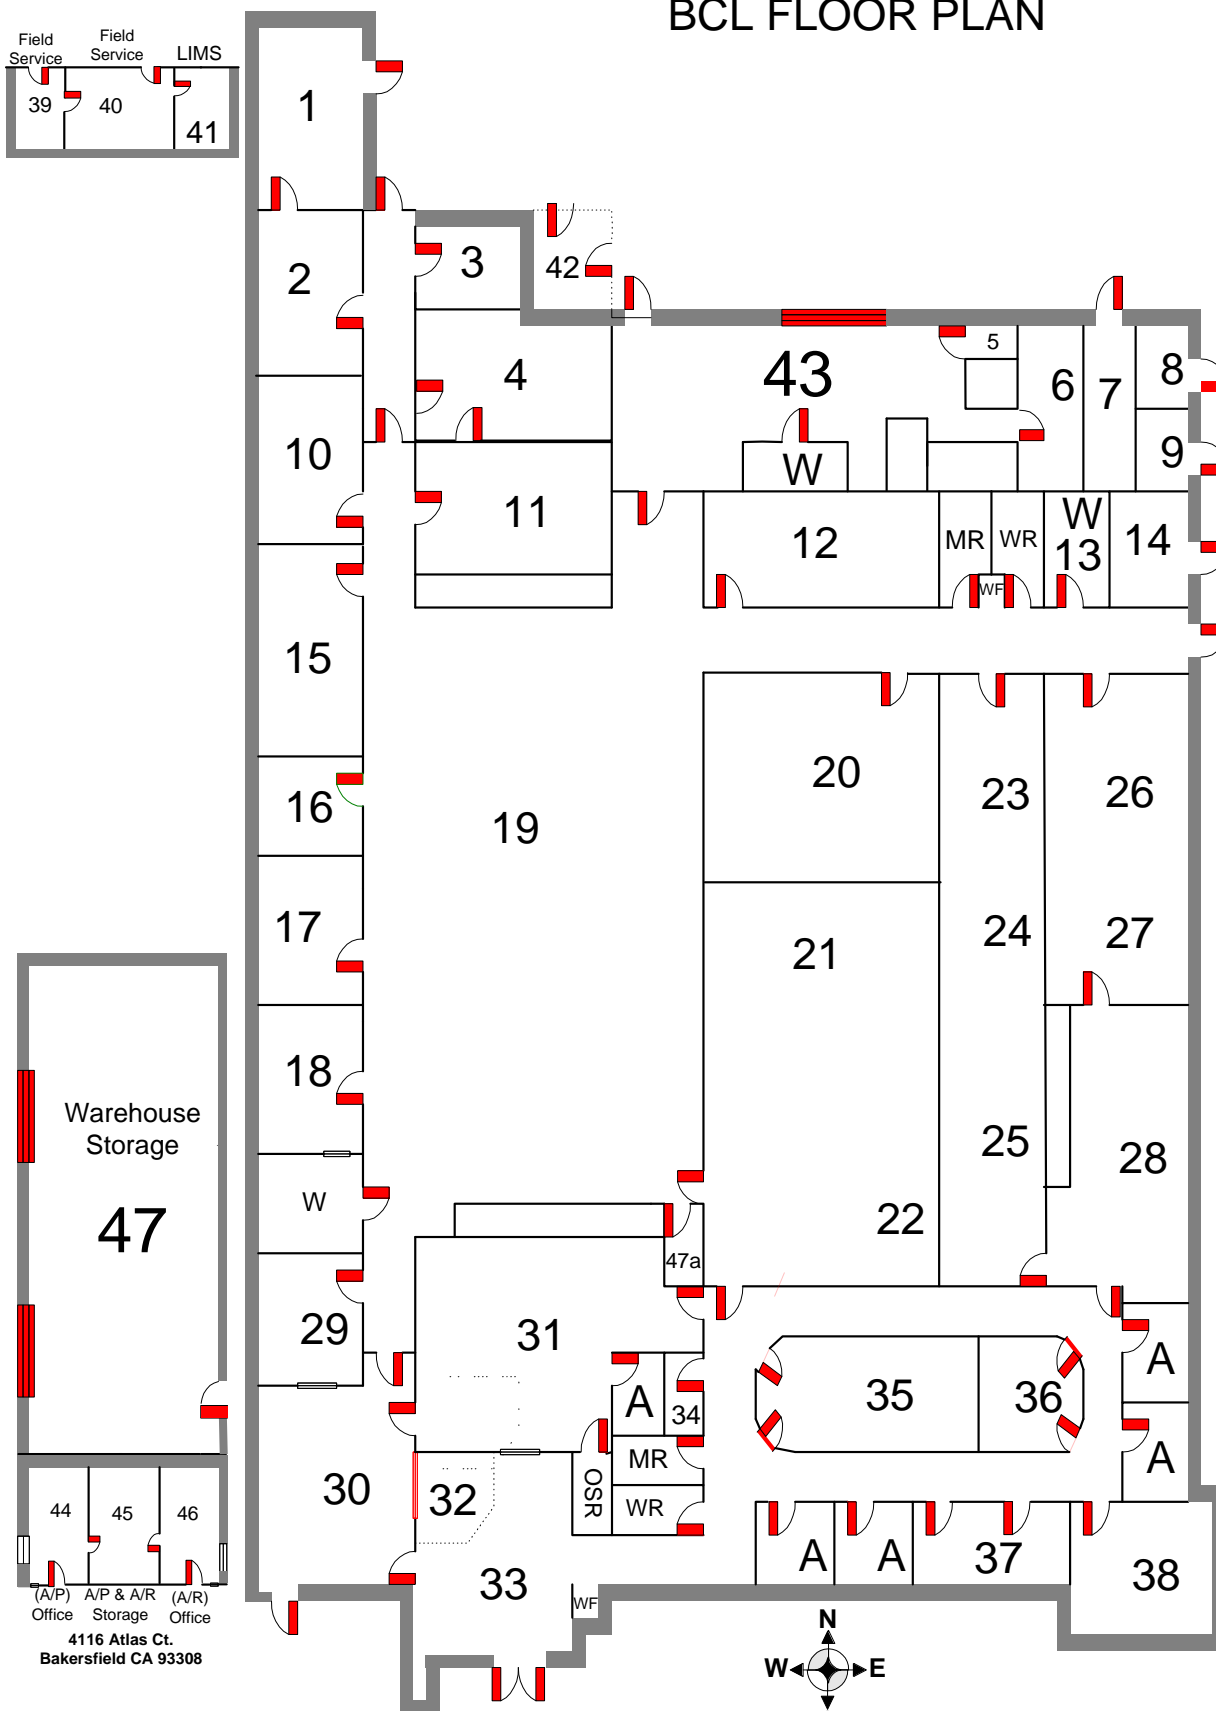 BCL FLOOR PLAN
Field
Service
Field
Service
LIMS
39
40
41
1
2
3
42
4
43
5
6
7
8
9
10
11
W
12
MR
WR
WF
W
13
14
15
16
17
18
19
20
21
22
23
24
25
26
27
28
W
29
30
31
47a
A
34
MR
WR
OSR
32
33
WF
35
36
A
A
A
A
37
38
Warehouse
Storage
47
44
45
46
(A/P)
Office
A/P & A/R
Storage
(A/R)
Office
4116 Atlas Ct.
Bakersfield CA 93308
N
W
E